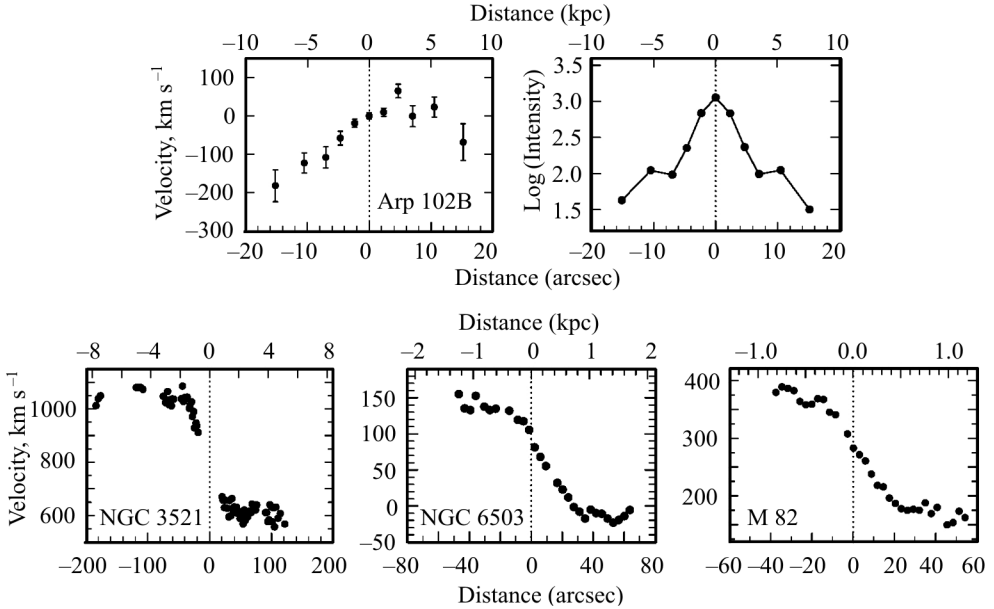 Distance (kpc)
Distance (kpc)
−10 −5 0 5 10
−10 −5 0 5 10
Velocity, km s⁻¹
100
0
−100
−200
−300
Arp 102B
Log (Intensity)
3.5
3.0
2.5
2.0
1.5
−20 −10 0 10 20
−20 −10 0 10 20
Distance (arcsec)
Distance (kpc)
−8 −4 0 4 8
−2 −1 0 1 2
−1.0 0.0 1.0
Velocity, km s⁻¹
1000
800
600
NGC 3521
150
100
50
0
−50
NGC 6503
400
300
200
M 82
−200 −100 0 100 200
−80 −40 0 40 80
−60 −40 −20 0 20 40 60
Distance (arcsec)